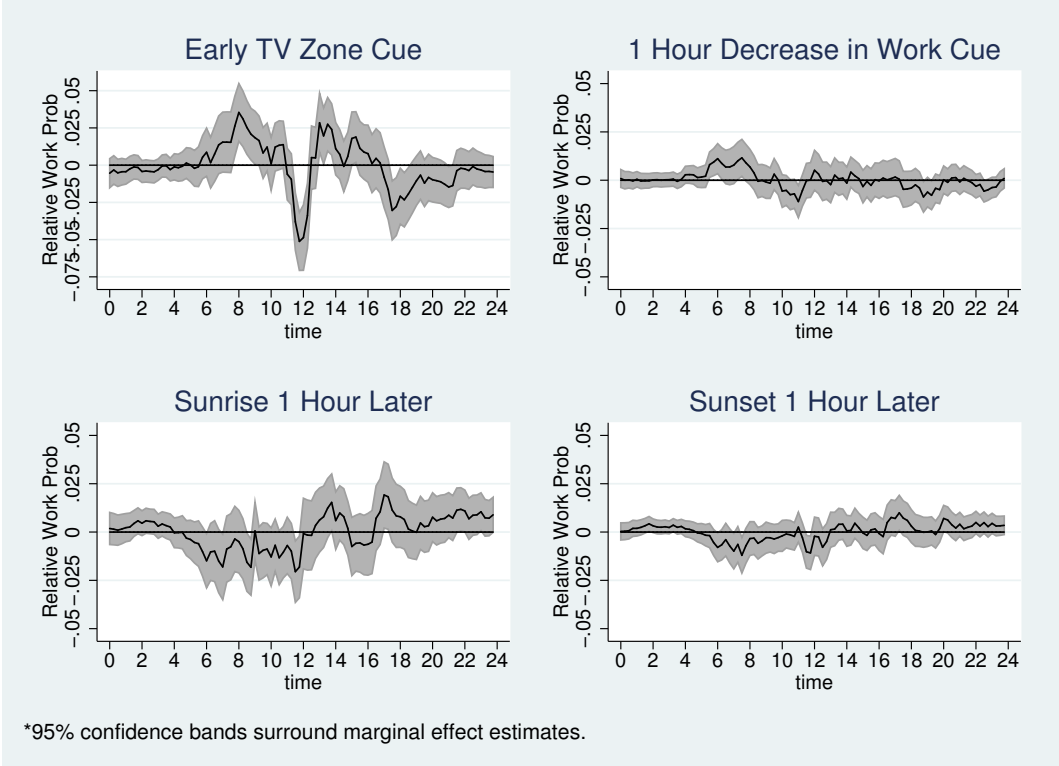 Early TV Zone Cue
Relative Work Prob
−.075−.05−.025 0 .025 .05
0 2 4 6 8 10 12 14 16 18 20 22 24
time
1 Hour Decrease in Work Cue
Relative Work Prob
−.05 −.025 0 .025 .05
0 2 4 6 8 10 12 14 16 18 20 22 24
time
Sunrise 1 Hour Later
Relative Work Prob
−.05 −.025 0 .025 .05
0 2 4 6 8 10 12 14 16 18 20 22 24
time
Sunset 1 Hour Later
Relative Work Prob
−.05 −.025 0 .025 .05
0 2 4 6 8 10 12 14 16 18 20 22 24
time
*95% confidence bands surround marginal effect estimates.